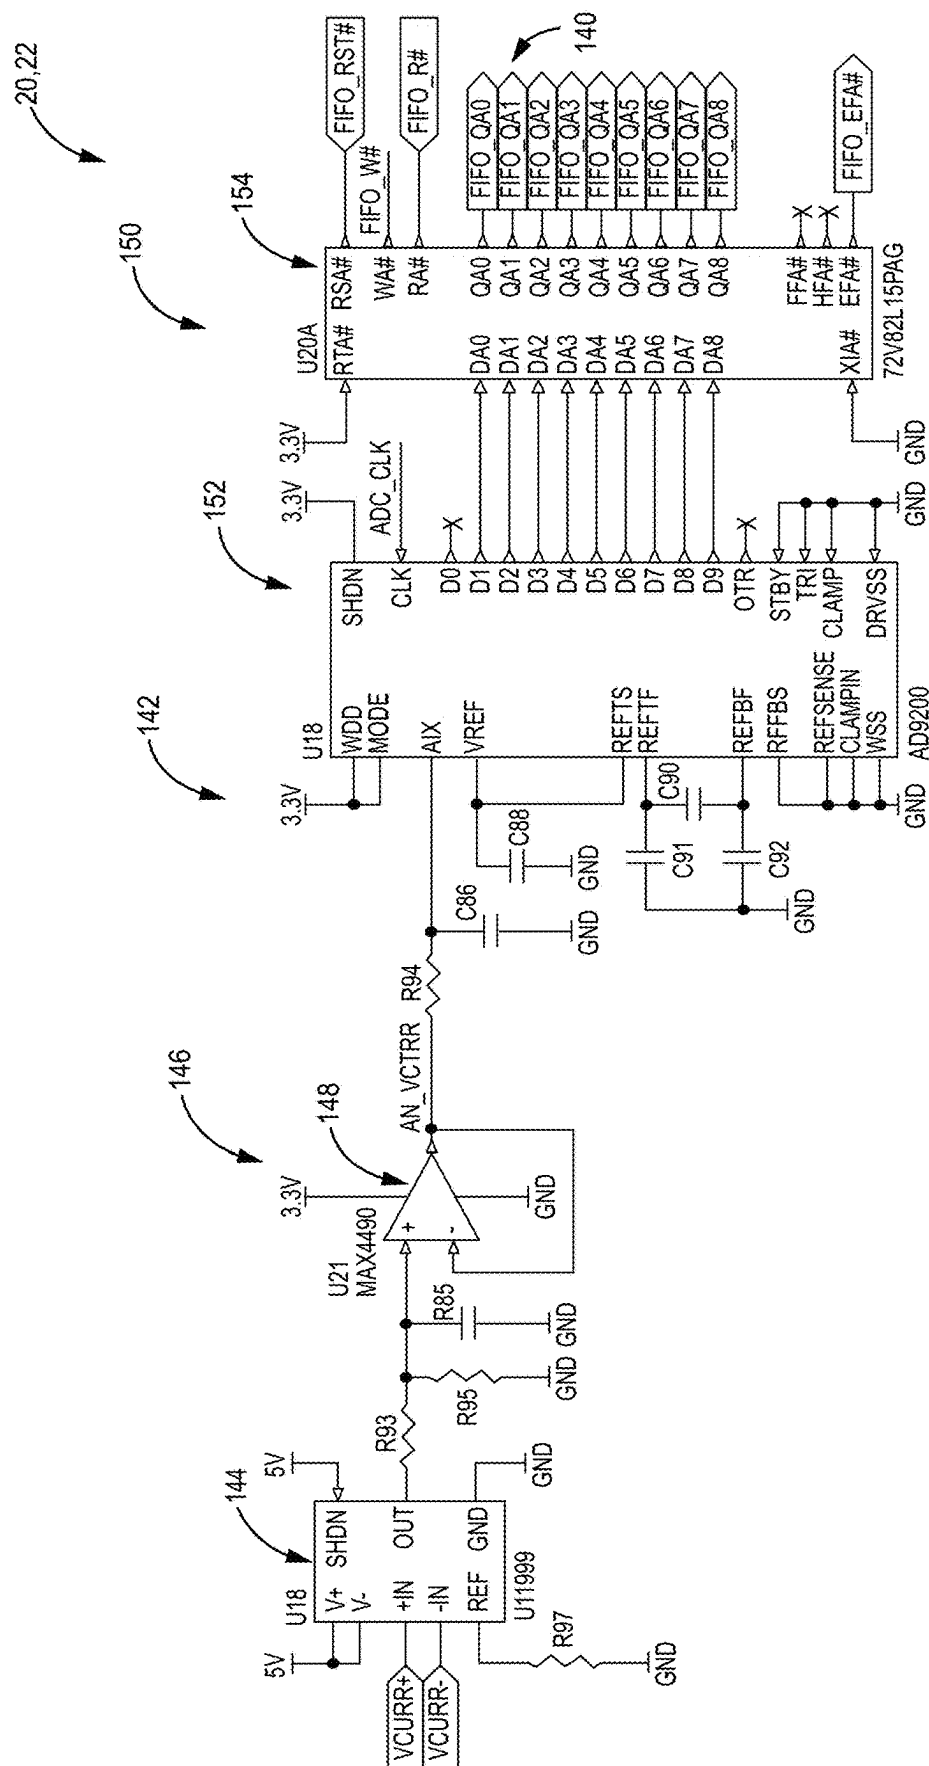 20,22
150
154
140
142
152
146
148
144
FIFO_RST#
FIFO_W#
FIFO_R#
FIFO_QA0
FIFO_QA1
FIFO_QA2
FIFO_QA3
FIFO_QA4
FIFO_QA5
FIFO_QA6
FIFO_QA7
FIFO_QA8
FIFO_EFA#
U20A
RTA#
RSA#
WA#
RA#
QA0
QA1
QA2
QA3
QA4
QA5
QA6
QA7
QA8
FFA#
HFA#
EFA#
DA0
DA1
DA2
DA3
DA4
DA5
DA6
DA7
DA8
XIA#
72V82L15PAG
X
X
3.3V
GND
3.3V
ADC_CLK
X
X
GND
U18
SHDN
CLK
D0
D1
D2
D3
D4
D5
D6
D7
D8
D9
OTR
STBY
TRI
CLAMP
DRVSS
WDD
MODE
AIX
VREF
REFTS
REFTF
REFBF
RFFBS
REFSENSE
CLAMPIN
WSS
AD9200
3.3V
GND
C90
C91
C92
GND
C88
GND
C86
GND
R94
AN_VCTRR
3.3V
U21
MAX4490
+
-
GND
R85
GND
R95
GND
R93
5V
GND
U18
V+
V-
SHDN
+IN
OUT
-IN
REF
GND
U11999
5V
VCURR+
VCURR-
R97
GND